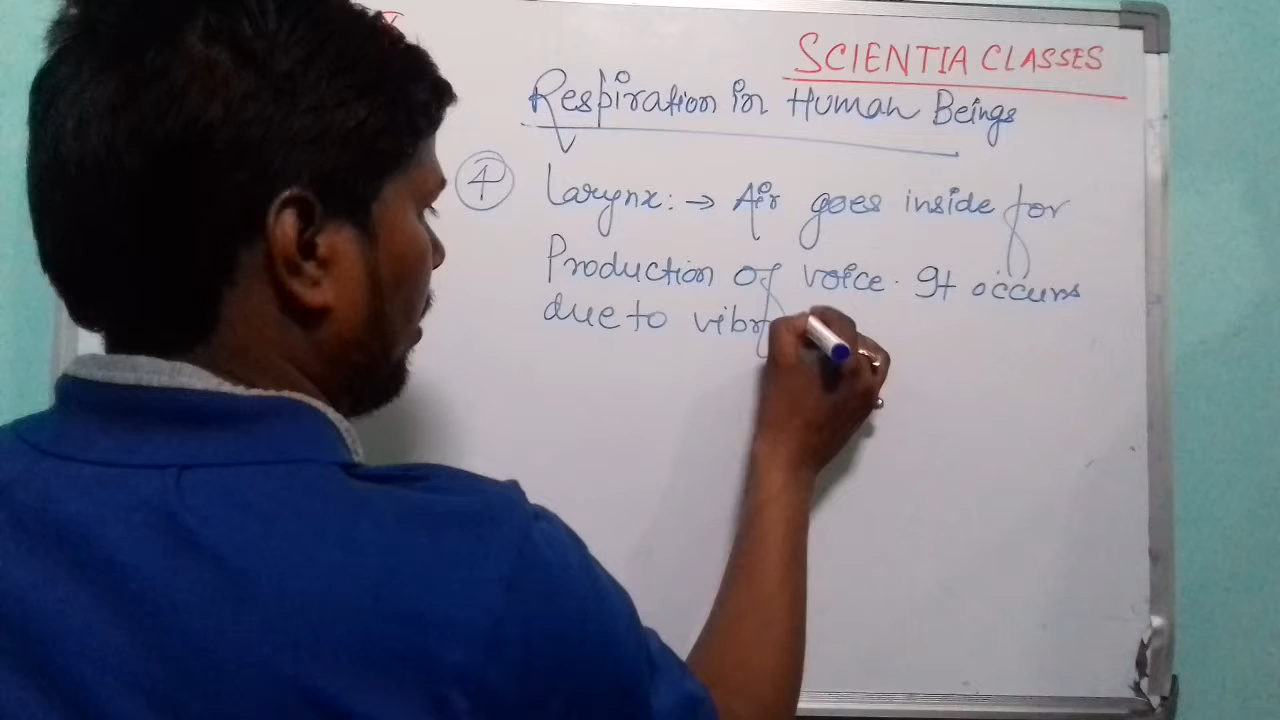 SCIENTIA CLASSES
Respiration in Human Beings
4 Larynx: → Air goes inside for
Production of voice. It occurs
due to vibr